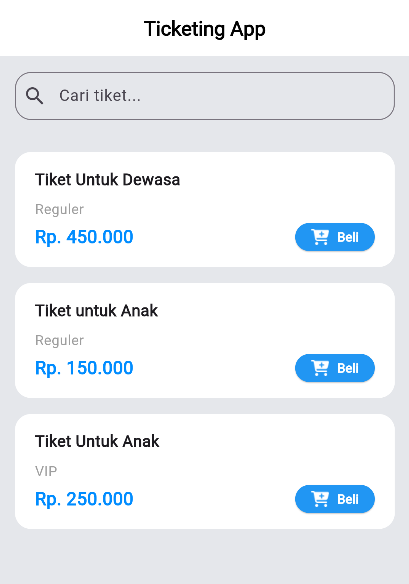 Ticketing App
Cari tiket...
Tiket Untuk Dewasa
Reguler
Rp. 450.000
Beli
Tiket untuk Anak
Reguler
Rp. 150.000
Beli
Tiket Untuk Anak
VIP
Rp. 250.000
Beli